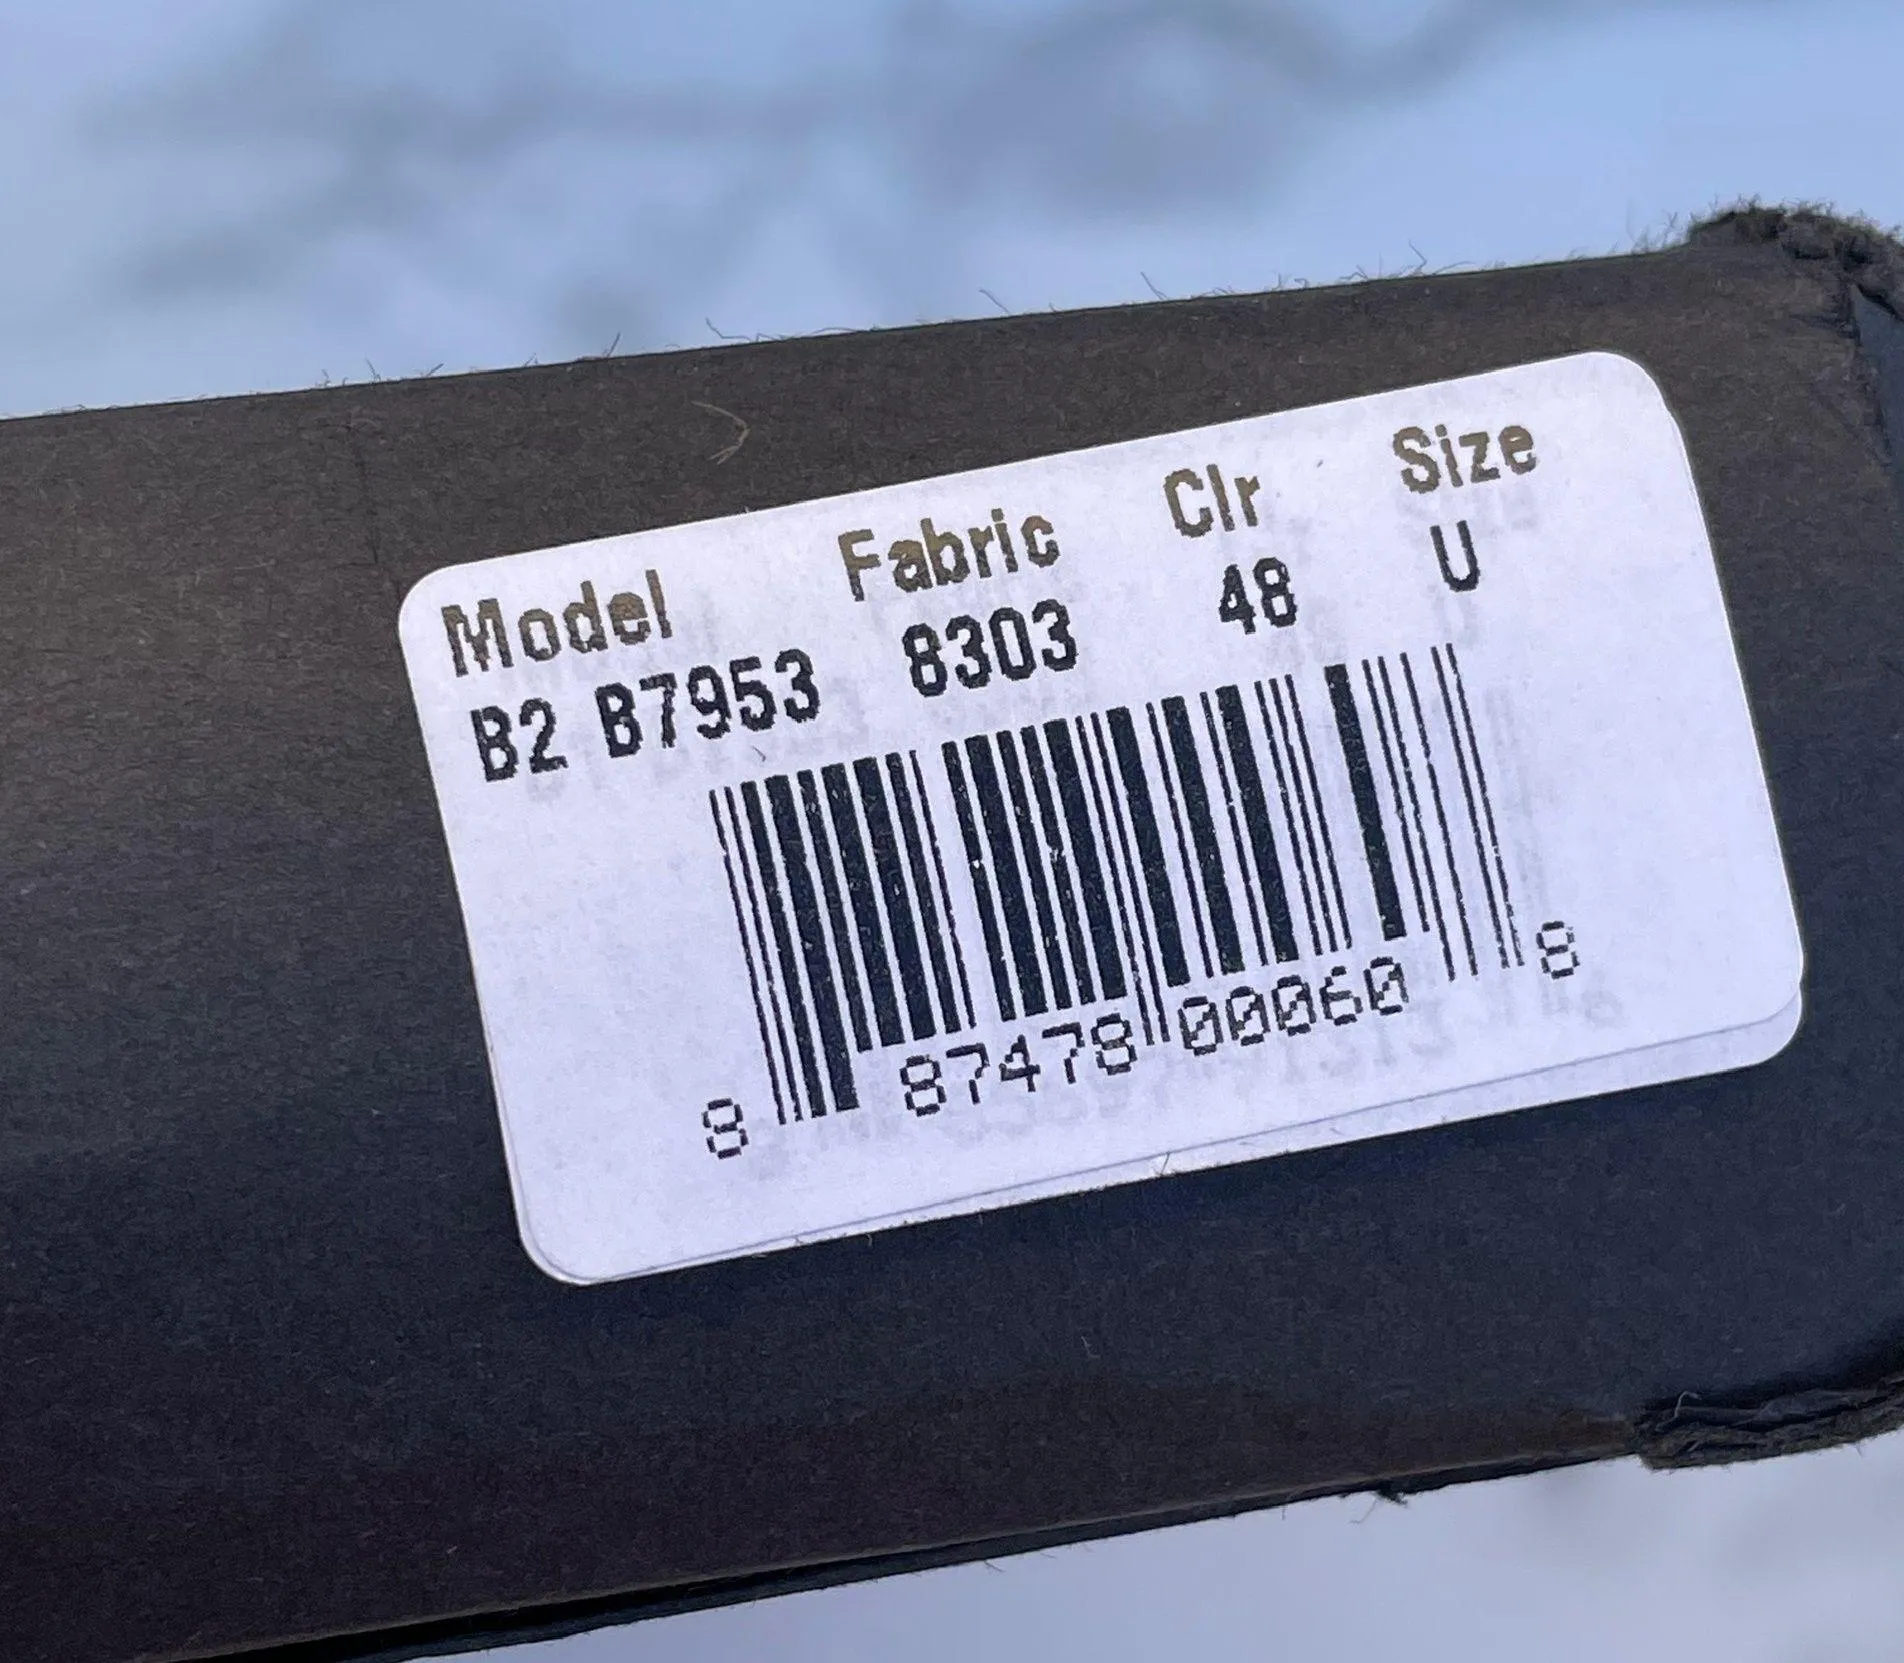 Model Fabric Clr Size
B2 B7953 8303 48 U
8 87478 00060 8